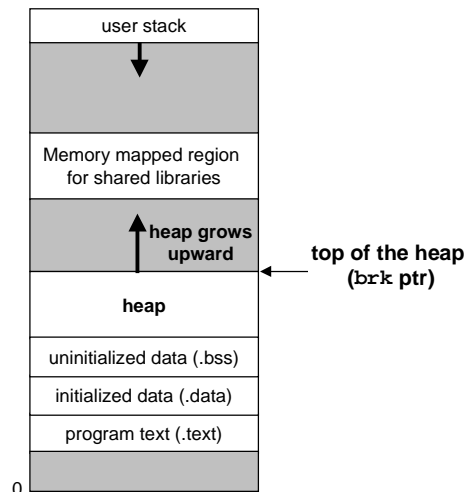 user stack
Memory mapped region
for shared libraries
heap grows
upward
top of the heap
(brk ptr)
heap
uninitialized data (.bss)
initialized data (.data)
program text (.text)
0